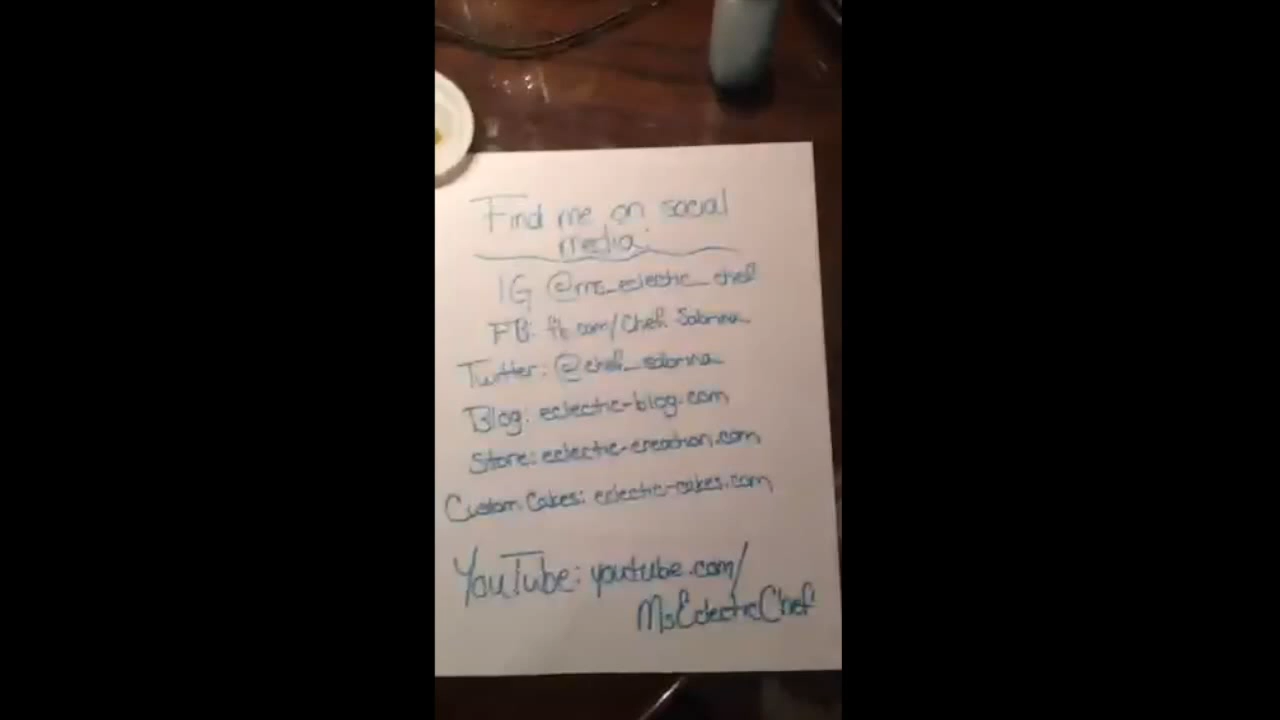 Find me on social
media:
IG @ms_eclectic_chef
FB: fb.com/Chef.Sabrina
Twitter: @chef_sabrina
Blog: eclectic-blog.com
Store: eclectic-creation.com
Custom Cakes: eclectic-cakes.com
YouTube: youtube.com/
MsEclecticChef